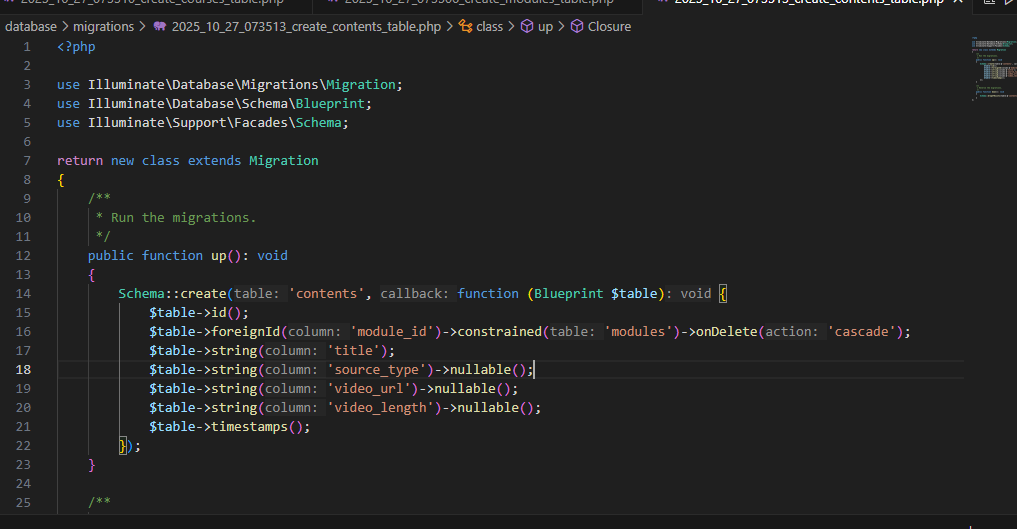 2025_10_27_073513_create_contents_table.php
database > migrations > 2025_10_27_073513_create_contents_table.php > class > up > Closure
1 <?php
2
3 use Illuminate\Database\Migrations\Migration;
4 use Illuminate\Database\Schema\Blueprint;
5 use Illuminate\Support\Facades\Schema;
6
7 return new class extends Migration
8 {
9 /**
10 * Run the migrations.
11 */
12 public function up(): void
13 {
14 Schema::create(table: 'contents', callback: function (Blueprint $table): void {
15 $table->id();
16 $table->foreignId(column: 'module_id')->constrained(table: 'modules')->onDelete(action: 'cascade');
17 $table->string(column: 'title');
18 $table->string(column: 'source_type')->nullable();
19 $table->string(column: 'video_url')->nullable();
20 $table->string(column: 'video_length')->nullable();
21 $table->timestamps();
22 });
23 }
24
25 /**